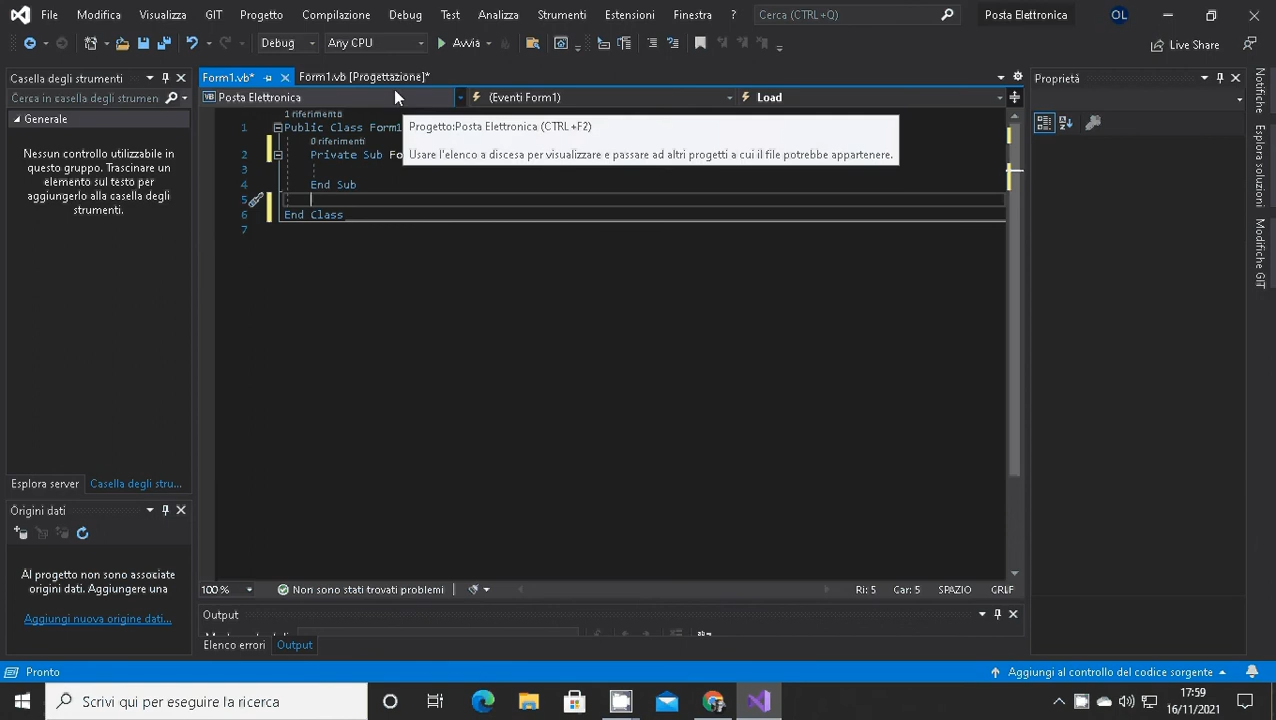 File Modifica Visualizza GIT Progetto Compilazione Debug Test Analizza Strumenti Estensioni Finestra ? Cerca (CTRL+Q) Posta Elettronica OL
Debug Any CPU Avvia Live Share
Casella degli strumenti Form1.vb* Form1.vb [Progettazione]* Proprietà
Cerca in casella degli strumen Posta Elettronica (Eventi Form1) Load
Generale
Nessun controllo utilizzabile in
questo gruppo. Trascinare un
elemento sul testo per
aggiungerlo alla casella degli
strumenti.
1 riferimento
1 Public Class Form1
0 riferimenti
2 Private Sub Fo
3
4 End Sub
5
6 End Class
7
Progetto:Posta Elettronica (CTRL+F2)
Usare l'elenco a discesa per visualizzare e passare ad altri progetti a cui il file potrebbe appartenere.
Notifiche
Esplora soluzioni
Modifiche GIT
Esplora server Casella degli stru...
Origini dati
Al progetto non sono associate
origini dati. Aggiungere una
Aggiungi nuova origine dati...
100 % Non sono stati trovati problemi Ri: 5 Car: 5 SPAZIO CRLF
Output
Elenco errori Output
Pronto Aggiungi al controllo del codice sorgente
Scrivi qui per eseguire la ricerca
17:59
16/11/2021